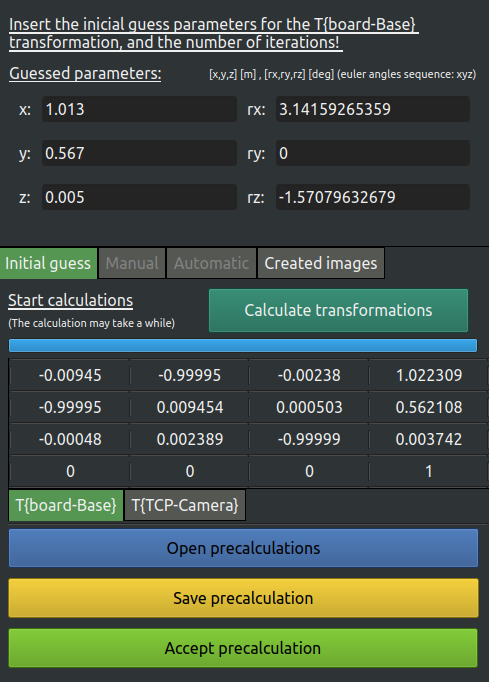 Insert the inicial guess parameters for the T{board-Base}
transformation, and the number of iterations!
Guessed parameters: [x,y,z] [m] , [rx,ry,rz] [deg] (euler angles sequence: xyz)
x: 1.013 rx: 3.14159265359
y: 0.567 ry: 0
z: 0.005 rz: -1.57079632679
Initial guess Manual Automatic Created images
Start calculations
(The calculation may take a while)
Calculate transformations
-0.00945 -0.99995 -0.00238 1.022309
-0.99995 0.009454 0.000503 0.562108
-0.00048 0.002389 -0.99999 0.003742
0 0 0 1
T{board-Base} T{TCP-Camera}
Open precalculations
Save precalculation
Accept precalculation